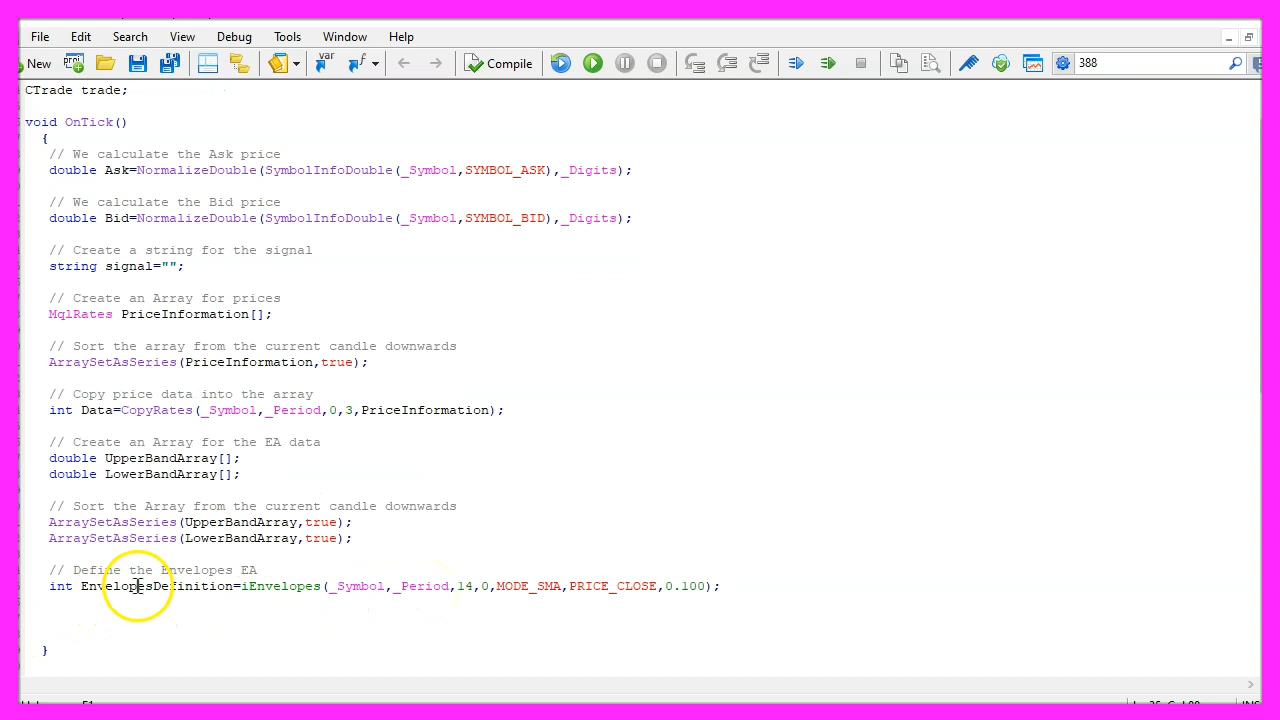 File Edit Search View Debug Tools Window Help
New Compile 388
CTrade trade;
void OnTick()
{
// We calculate the Ask price
double Ask=NormalizeDouble(SymbolInfoDouble(_Symbol,SYMBOL_ASK),_Digits);
// We calculate the Bid price
double Bid=NormalizeDouble(SymbolInfoDouble(_Symbol,SYMBOL_BID),_Digits);
// Create a string for the signal
string signal="";
// Create an Array for prices
MqlRates PriceInformation[];
// Sort the array from the current candle downwards
ArraySetAsSeries(PriceInformation,true);
// Copy price data into the array
int Data=CopyRates(_Symbol,_Period,0,3,PriceInformation);
// Create an Array for the EA data
double UpperBandArray[];
double LowerBandArray[];
// Sort the Array from the current candle downwards
ArraySetAsSeries(UpperBandArray,true);
ArraySetAsSeries(LowerBandArray,true);
// Define the Envelopes EA
int EnvelopesDefinition=iEnvelopes(_Symbol,_Period,14,0,MODE_SMA,PRICE_CLOSE,0.100);
}